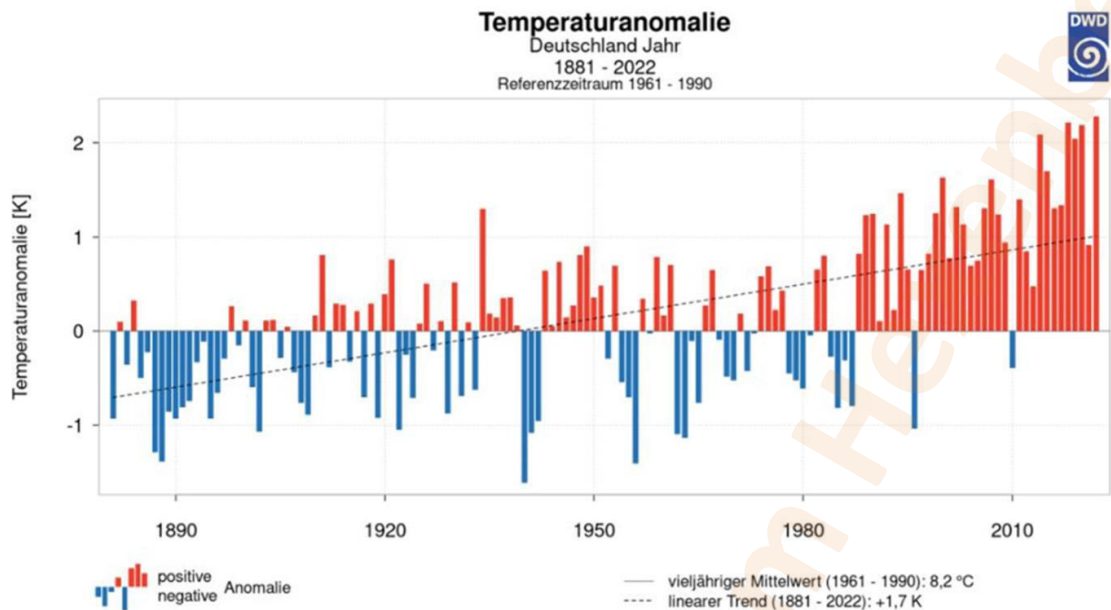 Temperaturanomalie
Deutschland Jahr
1881 - 2022
Referenzzeitraum 1961 - 1990
DWD
Temperaturanomalie [K]
2
1
0
-1
1890 1920 1950 1980 2010
positive
negative Anomalie
vieljähriger Mittelwert (1961 - 1990): 8,2 °C
linearer Trend (1881 - 2022): +1,7 K